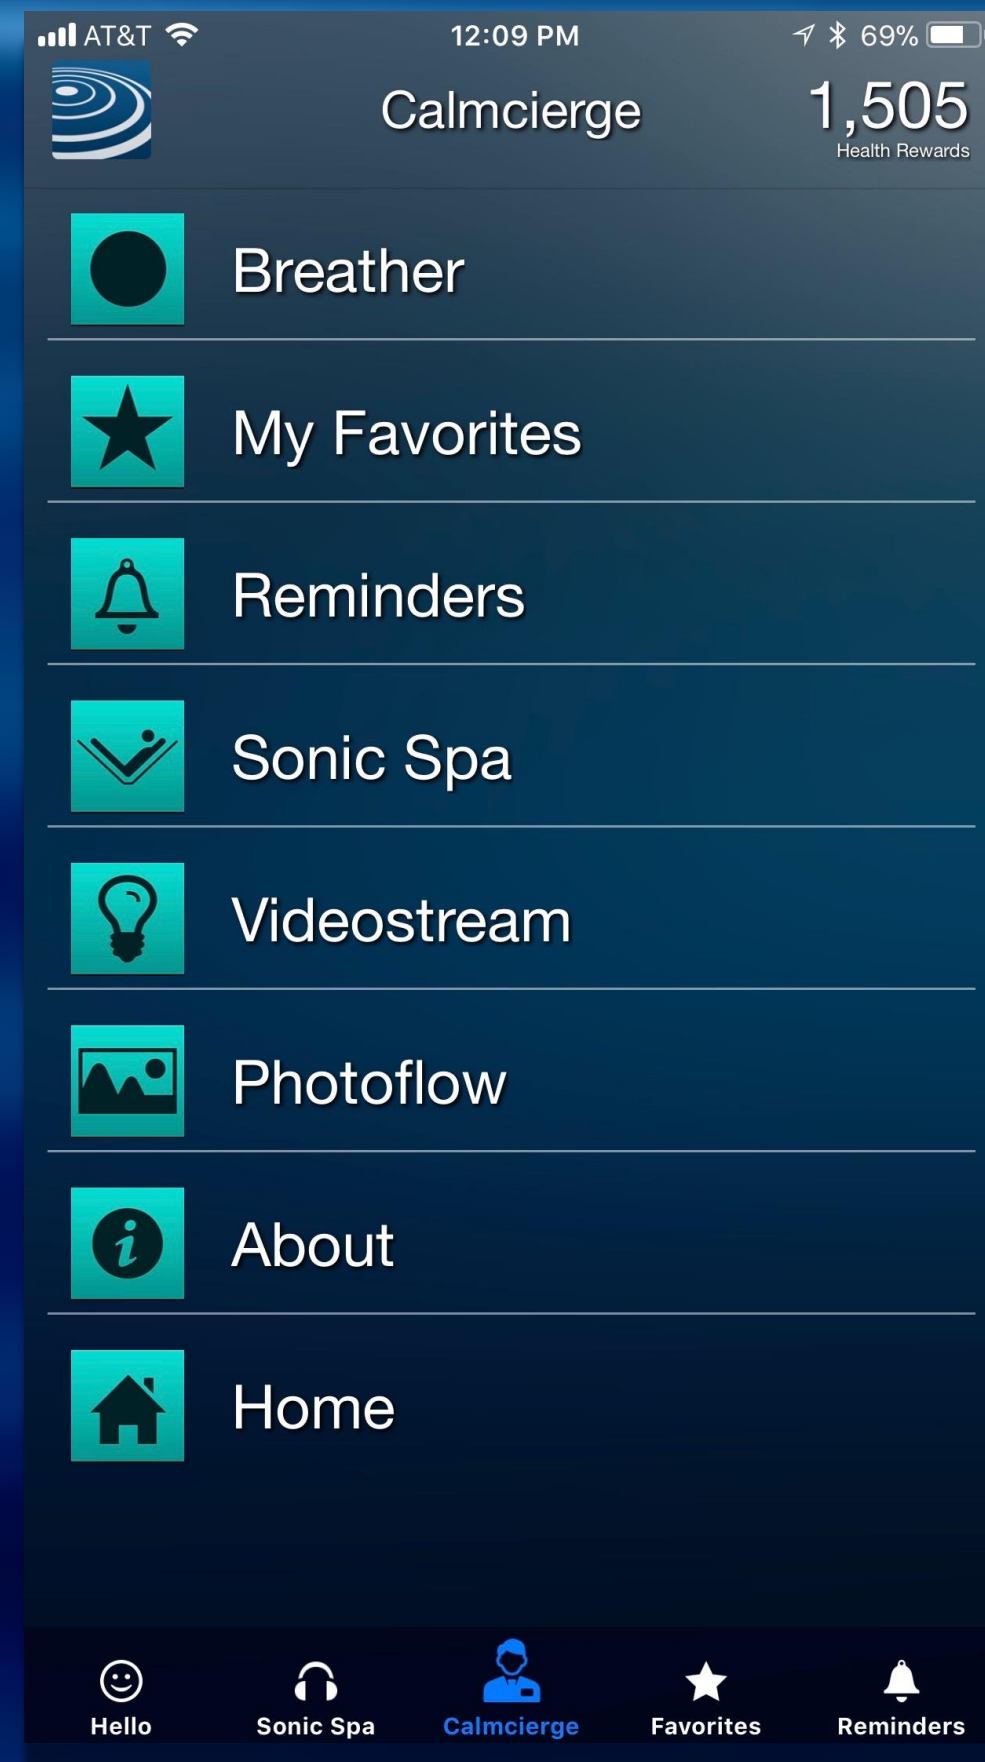 AT&T 12:09 PM 69%
Calmcierge 1,505
Health Rewards
Breather
My Favorites
Reminders
Sonic Spa
Videostream
Photoflow
About
Home
Hello Sonic Spa Calmcierge Favorites Reminders